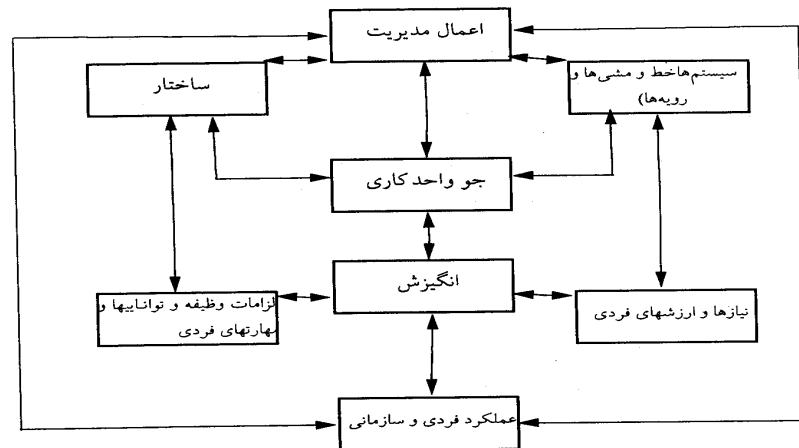 اعمال مدیریت
سیستم‌ها‌خط و مشی‌ها و
رویه‌ها)
ساختار
جو واحد کاری
انگیزش
نیازها و ارزشهای فردی
لزامات وظیفه و تواناییها و
مهارتهای فردی
عملکرد فردی و سازمانی